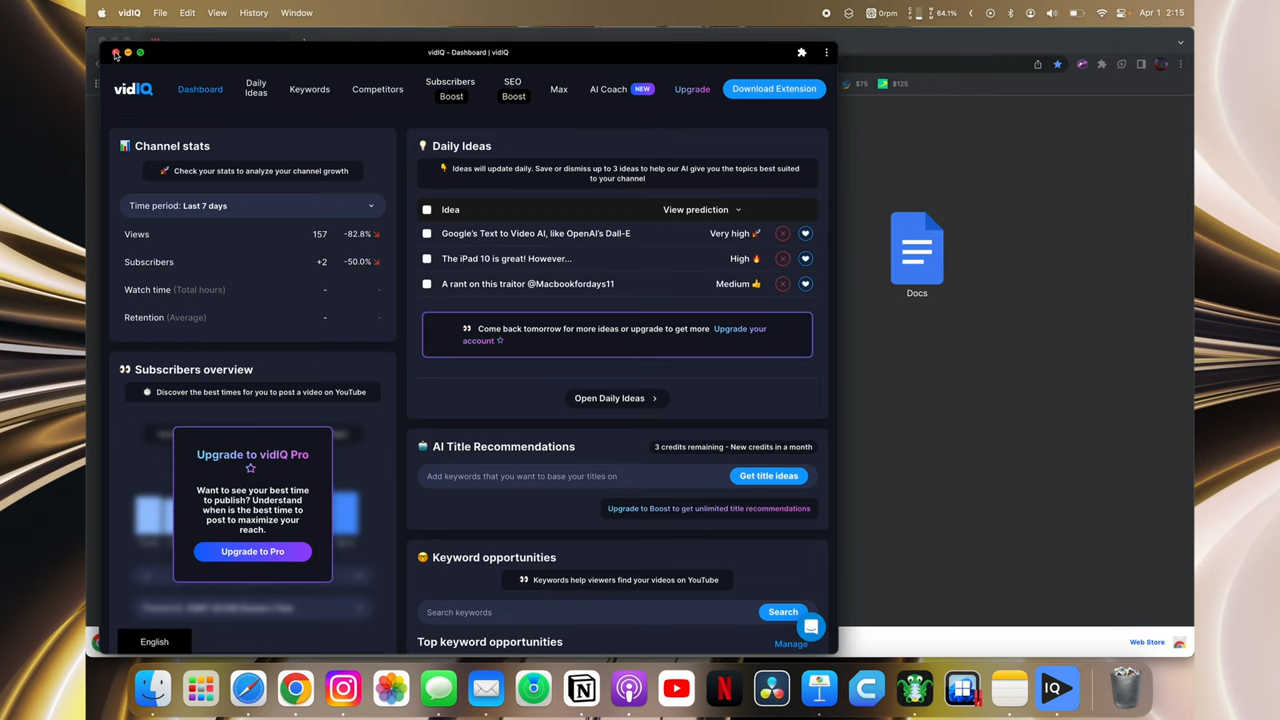 vidIQ File Edit View History Window
0rpm 64.1% Apr 1 2:15
vidIQ - Dashboard | vidIQ
vidIQ Dashboard Daily Ideas Keywords Competitors Subscribers Boost SEO Boost Max AI Coach NEW Upgrade Download Extension
$75 $125
Channel stats
Check your stats to analyze your channel growth
Time period: Last 7 days
Views 157 -82.8%
Subscribers +2 -50.0%
Watch time (Total hours) - -
Retention (Average) - -
Subscribers overview
Discover the best times for you to post a video on YouTube
Upgrade to vidIQ Pro
Want to see your best time
to publish? Understand
when is the best time to
post to maximize your
reach.
Upgrade to Pro
English
Daily Ideas
Ideas will update daily. Save or dismiss up to 3 ideas to help our AI give you the topics best suited
to your channel
Idea View prediction
Google's Text to Video AI, like OpenAI's Dall-E Very high
The iPad 10 is great! However... High
A rant on this traitor @Macbookfordays11 Medium
Come back tomorrow for more ideas or upgrade to get more Upgrade your
account
Open Daily Ideas
AI Title Recommendations 3 credits remaining - New credits in a month
Add keywords that you want to base your titles on Get title ideas
Upgrade to Boost to get unlimited title recommendations
Keyword opportunities
Keywords help viewers find your videos on YouTube
Search keywords Search
Top keyword opportunities Manage
Docs
Web Store
IQ